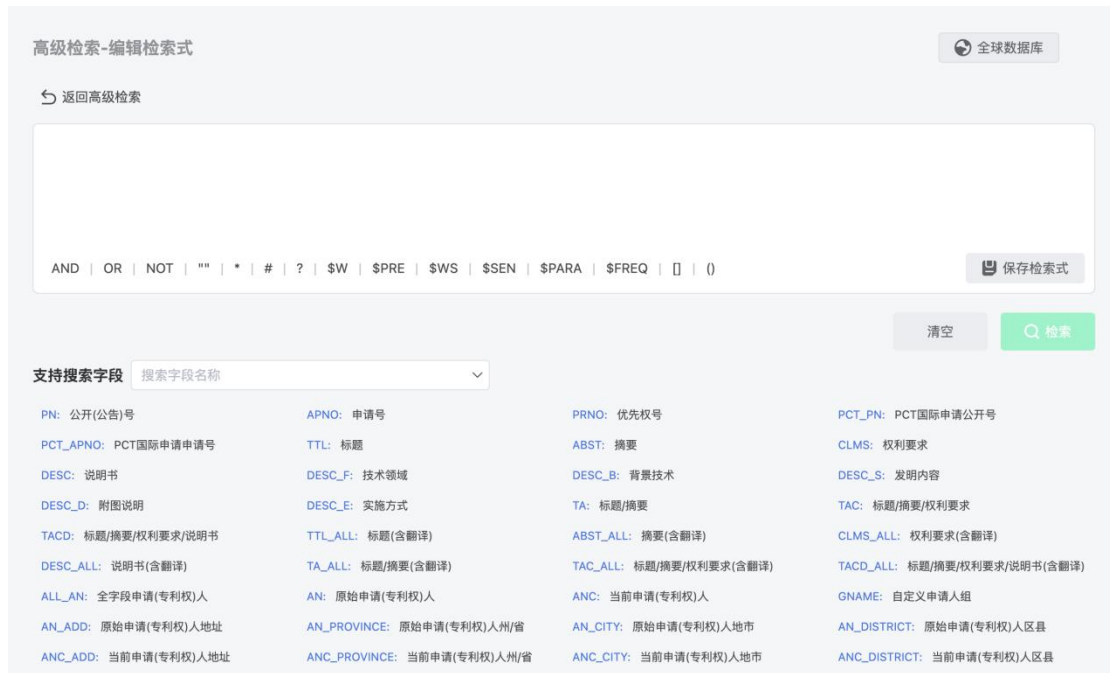 高级检索-编辑检索式
全球数据库
返回高级检索
AND | OR | NOT | "" | * | # | ? | $W | $PRE | $WS | $SEN | $PARA | $FREQ | [] | ()
保存检索式
清空
检索
支持搜索字段 搜索字段名称
PN: 公开(公告)号 APNO: 申请号 PRNO: 优先权号 PCT_PN: PCT国际申请公开号
PCT_APNO: PCT国际申请申请号 TTL: 标题 ABST: 摘要 CLMS: 权利要求
DESC: 说明书 DESC_F: 技术领域 DESC_B: 背景技术 DESC_S: 发明内容
DESC_D: 附图说明 DESC_E: 实施方式 TA: 标题/摘要 TAC: 标题/摘要/权利要求
TACD: 标题/摘要/权利要求/说明书 TTL_ALL: 标题(含翻译) ABST_ALL: 摘要(含翻译) CLMS_ALL: 权利要求(含翻译)
DESC_ALL: 说明书(含翻译) TA_ALL: 标题/摘要(含翻译) TAC_ALL: 标题/摘要/权利要求(含翻译) TACD_ALL: 标题/摘要/权利要求/说明书(含翻译)
ALL_AN: 全字段申请(专利权)人 AN: 原始申请(专利权)人 ANC: 当前申请(专利权)人 GNAME: 自定义申请人组
AN_ADD: 原始申请(专利权)人地址 AN_PROVINCE: 原始申请(专利权)人州/省 AN_CITY: 原始申请(专利权)人地市 AN_DISTRICT: 原始申请(专利权)人区县
ANC_ADD: 当前申请(专利权)人地址 ANC_PROVINCE: 当前申请(专利权)人州/省 ANC_CITY: 当前申请(专利权)人地市 ANC_DISTRICT: 当前申请(专利权)人区县